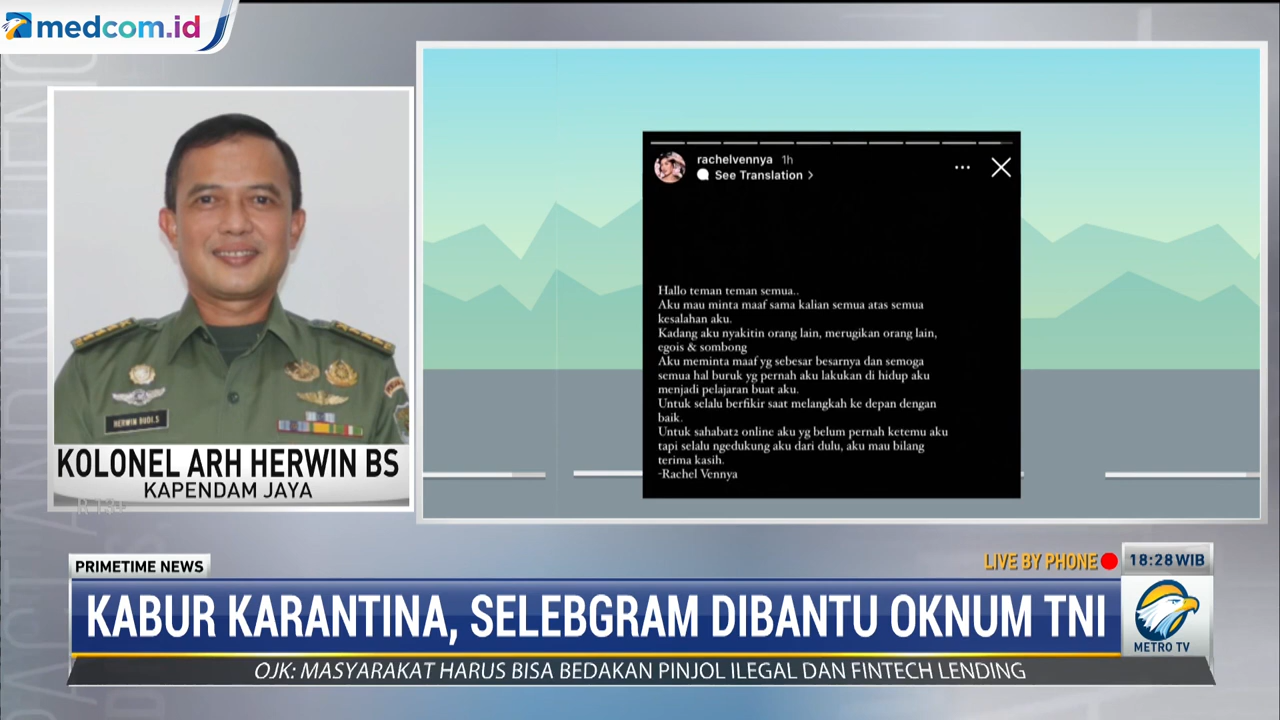 medcom.id
rachelvennya 1h
See Translation >
Hallo teman teman semua..
Aku mau minta maaf sama kalian semua atas semua
kesalahan aku.
Kadang aku nyakitin orang lain, merugikan orang lain,
egois & sombong
Aku meminta maaf yg sebesar besarnya dan semoga
semua hal buruk yg pernah aku lakukan di hidup aku
menjadi pelajaran buat aku.
Untuk selalu berfikir saat melangkah ke depan dengan
baik.
Untuk sahabat2 online aku yg belum pernah ketemu aku
tapi selalu ngedukung aku dari dulu, aku mau bilang
terima kasih.
-Rachel Vennya
HERWIN BUDI.S
KOLONEL ARH HERWIN BS
KAPENDAM JAYA
R 13+
PRIMETIME NEWS
LIVE BY PHONE
18:28 WIB
KABUR KARANTINA, SELEBGRAM DIBANTU OKNUM TNI
METRO TV
OJK: MASYARAKAT HARUS BISA BEDAKAN PINJOL ILEGAL DAN FINTECH LENDING